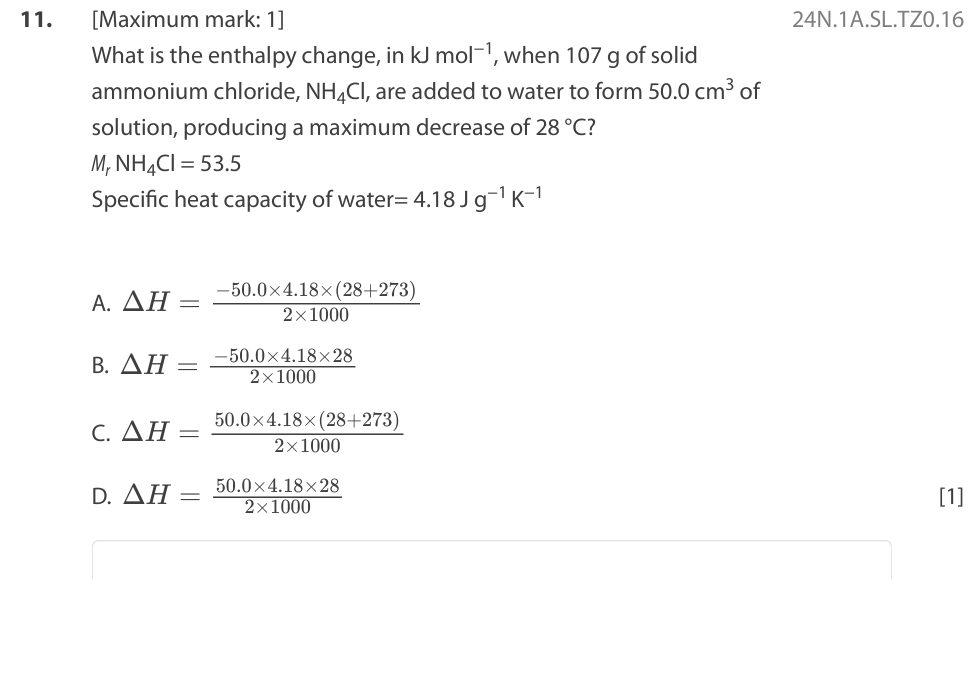 11. [Maximum mark: 1] 24N.1A.SL.TZ0.16
What is the enthalpy change, in kJ mol⁻¹, when 107 g of solid
ammonium chloride, NH₄Cl, are added to water to form 50.0 cm³ of
solution, producing a maximum decrease of 28 °C?
Mᵣ NH₄Cl = 53.5
Specific heat capacity of water= 4.18 J g⁻¹ K⁻¹
A. ΔH = −50.0×4.18×(28+273) / 2×1000
B. ΔH = −50.0×4.18×28 / 2×1000
C. ΔH = 50.0×4.18×(28+273) / 2×1000
D. ΔH = 50.0×4.18×28 / 2×1000 [1]